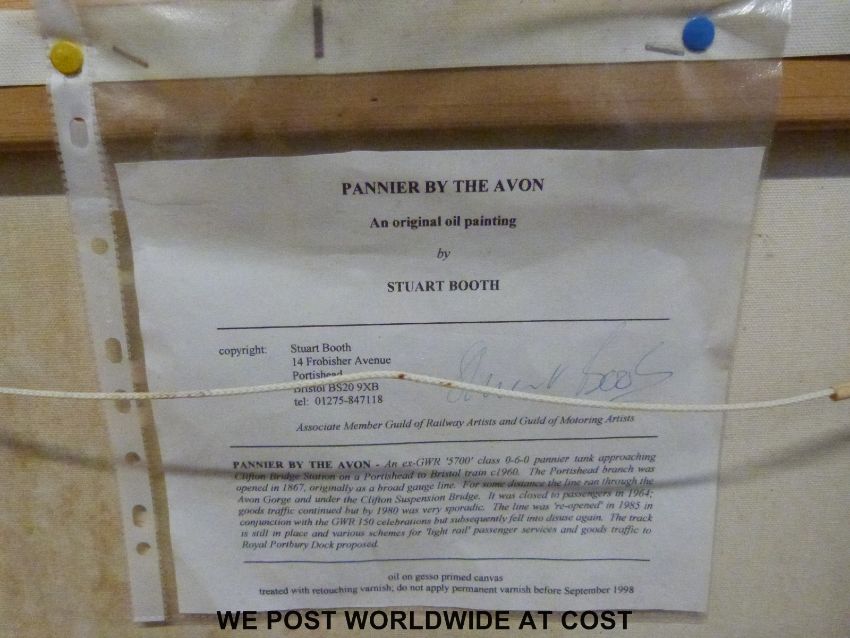 PANNIER BY THE AVON
An original oil painting
by
STUART BOOTH
copyright: Stuart Booth
14 Frobisher Avenue
Portishead
Bristol BS20 9XB
tel: 01275-847118
Stuart Booth
Associate Member Guild of Railway Artists and Guild of Motoring Artists
PANNIER BY THE AVON - An ex-GWR '5700' class 0-6-0 pannier tank approaching
Clifton Bridge Station on a Portishead to Bristol train c1960. The Portishead branch was
opened in 1867, originally as a broad gauge line. For some distance the line ran through the
Avon Gorge and under the Clifton Suspension Bridge. It was closed to passengers in 1964;
goods traffic continued but by 1980 was very sporadic. The line was 're-opened' in 1985 in
conjunction with the GWR 150 celebrations but subsequently fell into disuse again. The track
is still in place and various schemes for 'light rail' passenger services and goods traffic to
Royal Portbury Dock proposed.
oil on gesso primed canvas
treated with retouching varnish; do not apply permanent varnish before September 1998
WE POST WORLDWIDE AT COST